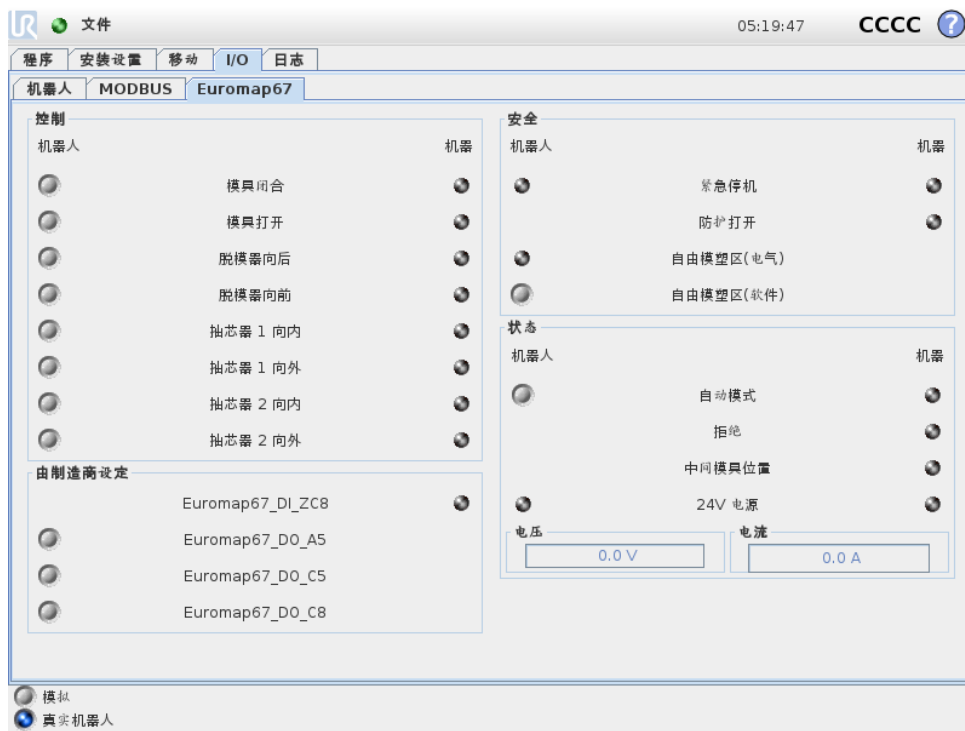 UR 文件 05:19:47 CCCC ?
程序 安装设置 移动 I/O 日志
机器人 MODBUS Euromap67
控制
机器人 机器
模具闭合
模具打开
脱模器向后
脱模器向前
抽芯器 1 向内
抽芯器 1 向外
抽芯器 2 向内
抽芯器 2 向外
由制造商设定
Euromap67_DI_ZC8
Euromap67_DO_A5
Euromap67_DO_C5
Euromap67_DO_C8
安全
机器人 机器
紧急停机
防护打开
自由模塑区(电气)
自由模塑区(软件)
状态
机器人 机器
自动模式
拒绝
中间模具位置
24V 电源
电压 电流
0.0 V 0.0 A
模拟
真实机器人